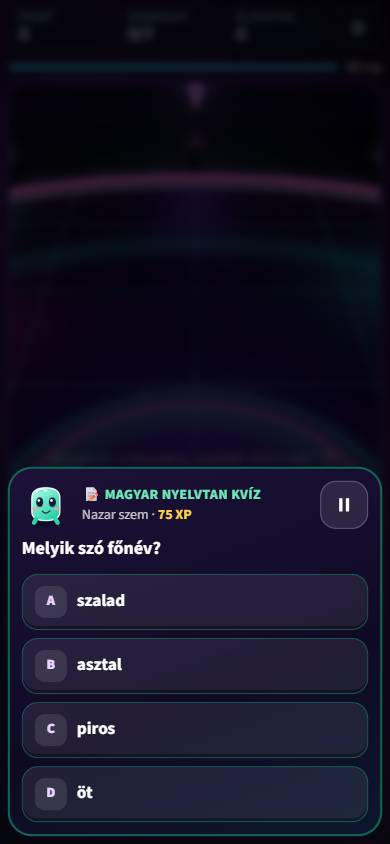 MAGYAR NYELVTAN KVÍZ
Nazar szem · 75 XP
Melyik szó főnév?
A szalad
B asztal
C piros
D öt